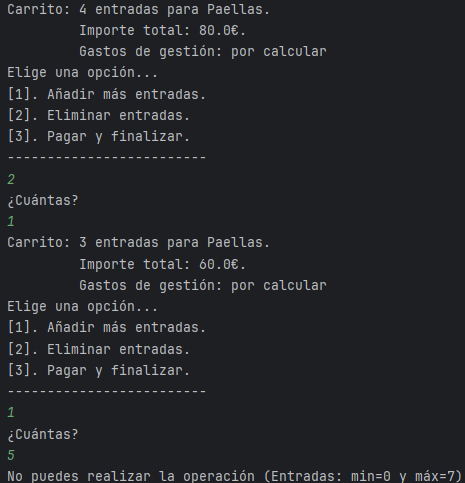 Carrito: 4 entradas para Paellas.
Importe total: 80.0€.
Gastos de gestión: por calcular
Elige una opción...
[1]. Añadir más entradas.
[2]. Eliminar entradas.
[3]. Pagar y finalizar.
-------------------------
2
¿Cuántas?
1
Carrito: 3 entradas para Paellas.
Importe total: 60.0€.
Gastos de gestión: por calcular
Elige una opción...
[1]. Añadir más entradas.
[2]. Eliminar entradas.
[3]. Pagar y finalizar.
-------------------------
1
¿Cuántas?
5
No puedes realizar la operación (Entradas: min=0 y máx=7)